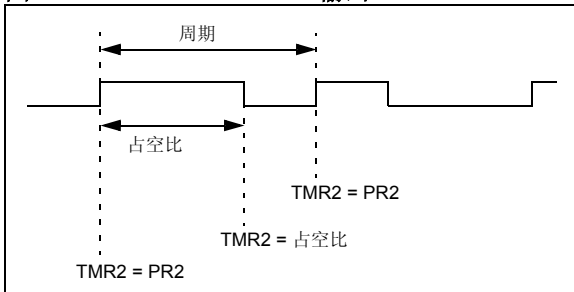 周期
占空比
TMR2 = PR2
TMR2 = 占空比
TMR2 = PR2